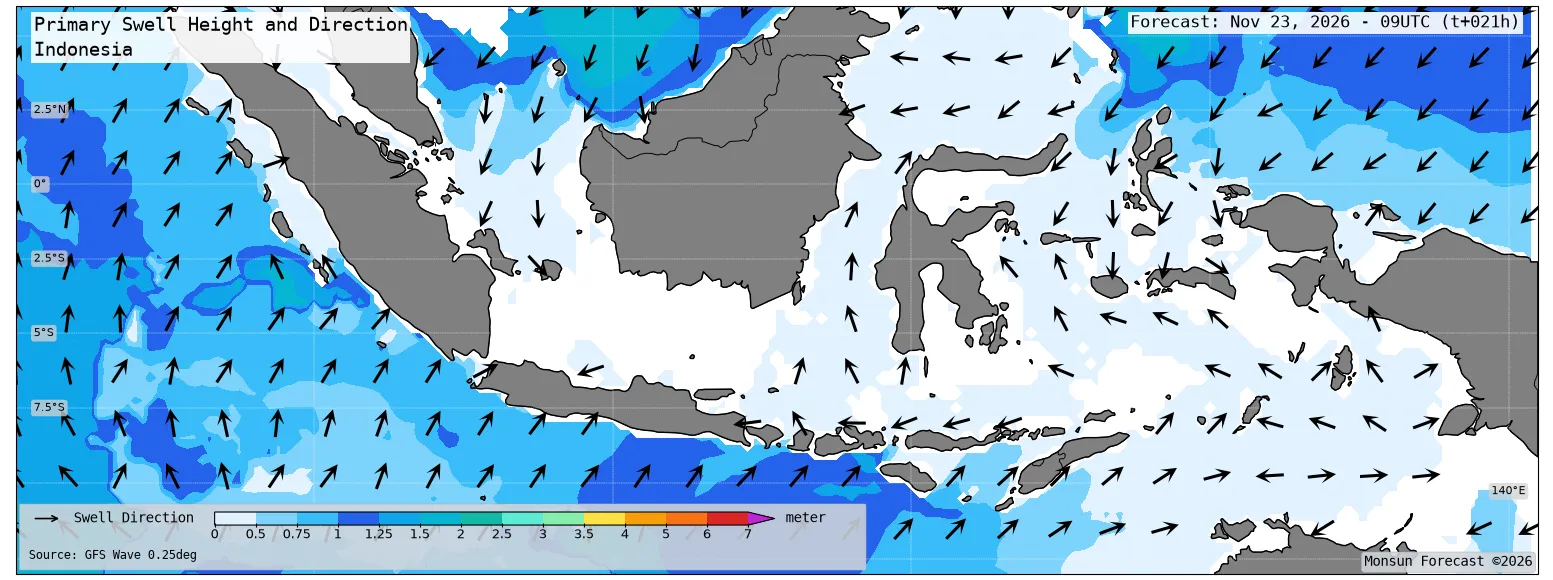 Primary Swell Height and Direction
Indonesia
Forecast: Nov 23, 2026 - 09UTC (t+021h)
2.5°N
0°
2.5°S
5°S
7.5°S
140°E
Swell Direction
0 0.5 0.75 1 1.25 1.5 2 2.5 3 3.5 4 5 6 7
meter
Source: GFS Wave 0.25deg
Monsun Forecast ©2026